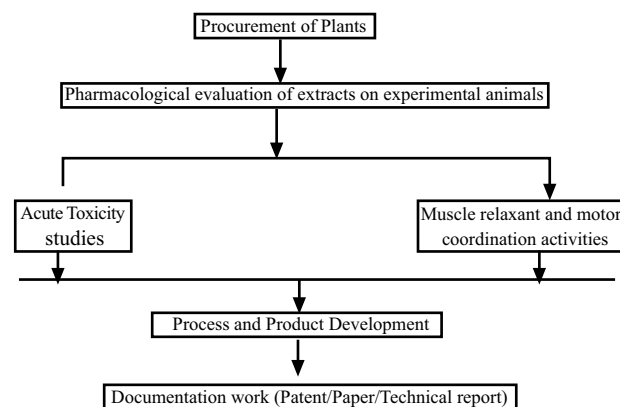 Procurement of Plants
Pharmacological evaluation of extracts on experimental animals
Acute Toxicity
studies
Muscle relaxant and motor
coordination activities
Process and Product Development
Documentation work (Patent/Paper/Technical report)